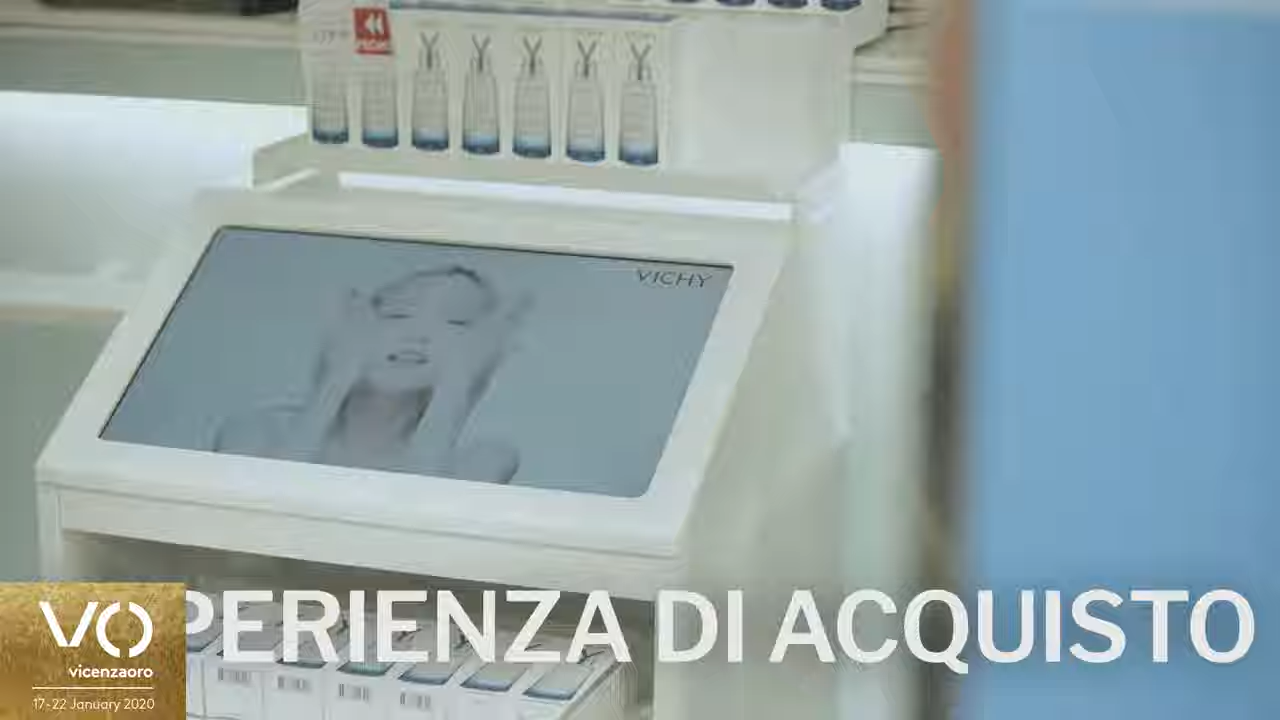 VICHY
PERIENZA DI ACQUISTO
VO
vicenzaoro
17-22 January 2020